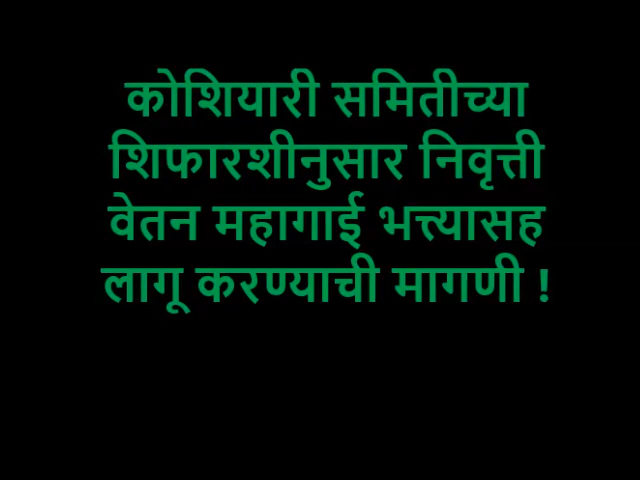 कोशियारी समितीच्या
शिफारशीनुसार निवृत्ती
वेतन महागाई भत्त्यासह
लागू करण्याची मागणी !